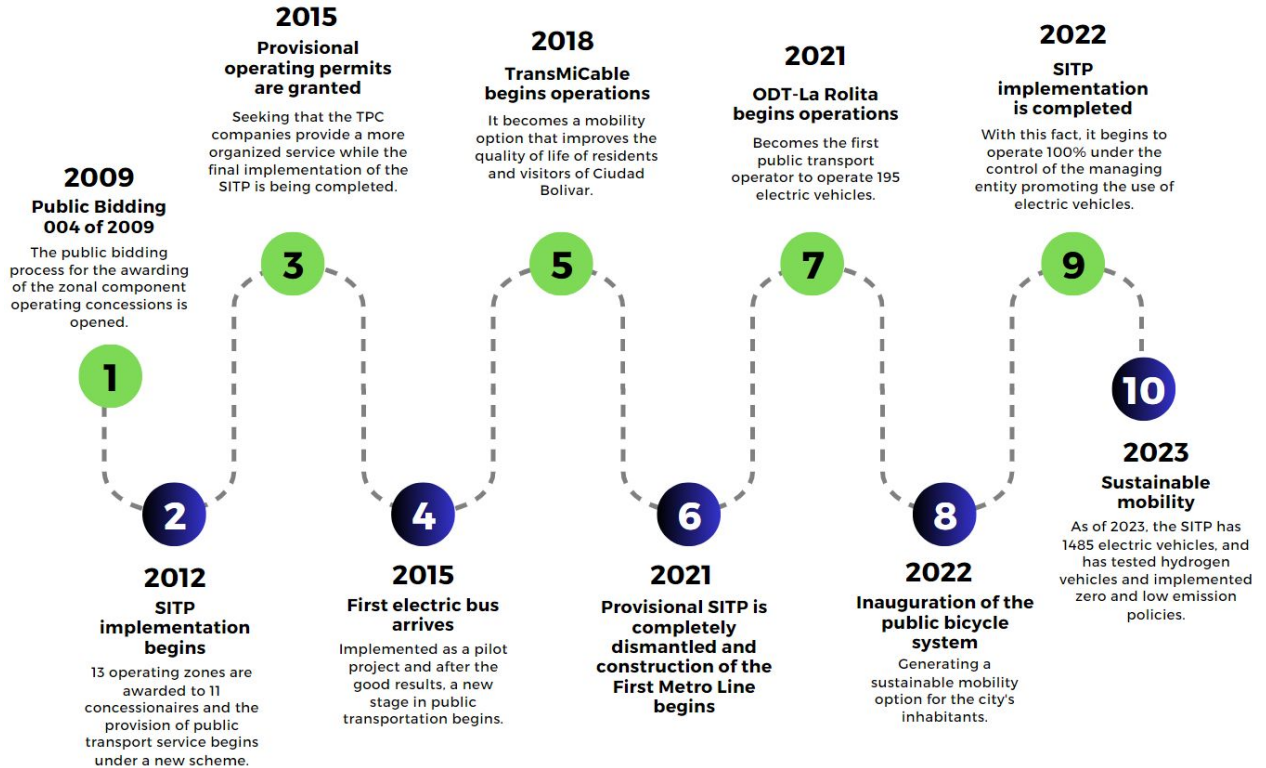 2009
Public Bidding
004 of 2009
The public bidding
process for the awarding
of the zonal component
operating concessions is
opened.
1
2
2012
SITP
implementation
begins
13 operating zones are
awarded to 11
concessionaires and the
provision of public
transport service begins
under a new scheme.
2015
Provisional
operating permits
are granted
Seeking that the TPC
companies provide a more
organized service while the
final implementation of the
SITP is being completed.
3
4
2015
First electric bus
arrives
Implemented as a pilot
project and after the
good results, a new
stage in public
transportation begins.
2018
TransMiCable
begins operations
It becomes a mobility
option that improves the
quality of life of residents
and visitors of Ciudad
Bolivar.
5
6
2021
Provisional SITP is
completely
dismantled and
construction of the
First Metro Line
begins
2021
ODT-La Rolita
begins operations
Becomes the first
public transport
operator to operate 195
electric vehicles.
7
8
2022
Inauguration of the
public bicycle
system
Generating a
sustainable mobility
option for the city's
inhabitants.
2022
SITP
implementation
is completed
With this fact, it begins to
operate 100% under the
control of the managing
entity promoting the use of
electric vehicles.
9
10
2023
Sustainable
mobility
As of 2023, the SITP has
1485 electric vehicles, and
has tested hydrogen
vehicles and implemented
zero and low emission
policies.